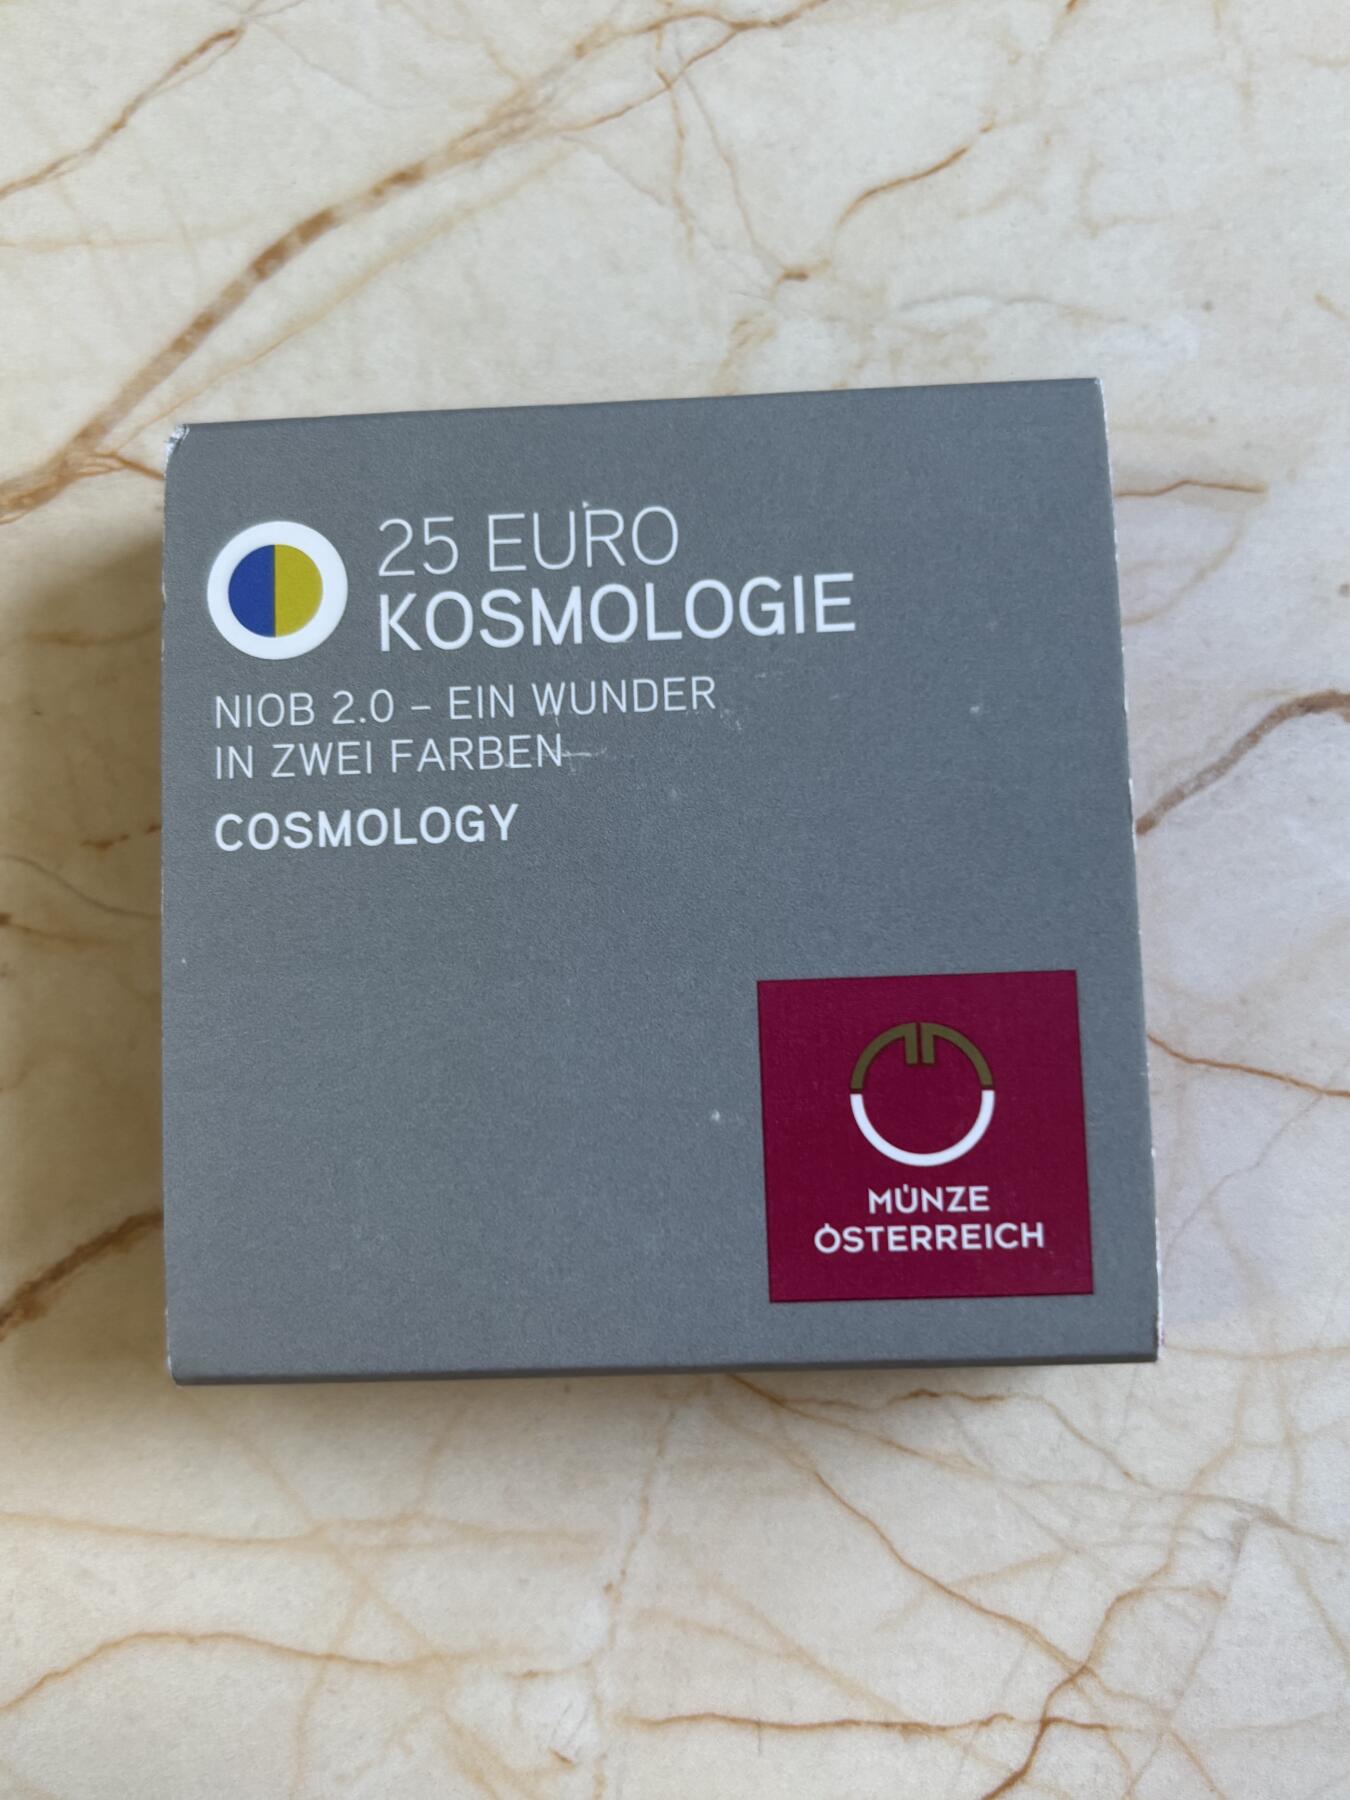 25 EURO
KOSMOLOGIE
NIOB 2.0 – EIN WUNDER
IN ZWEI FARBEN
COSMOLOGY
MÜNZE
ÖSTERREICH